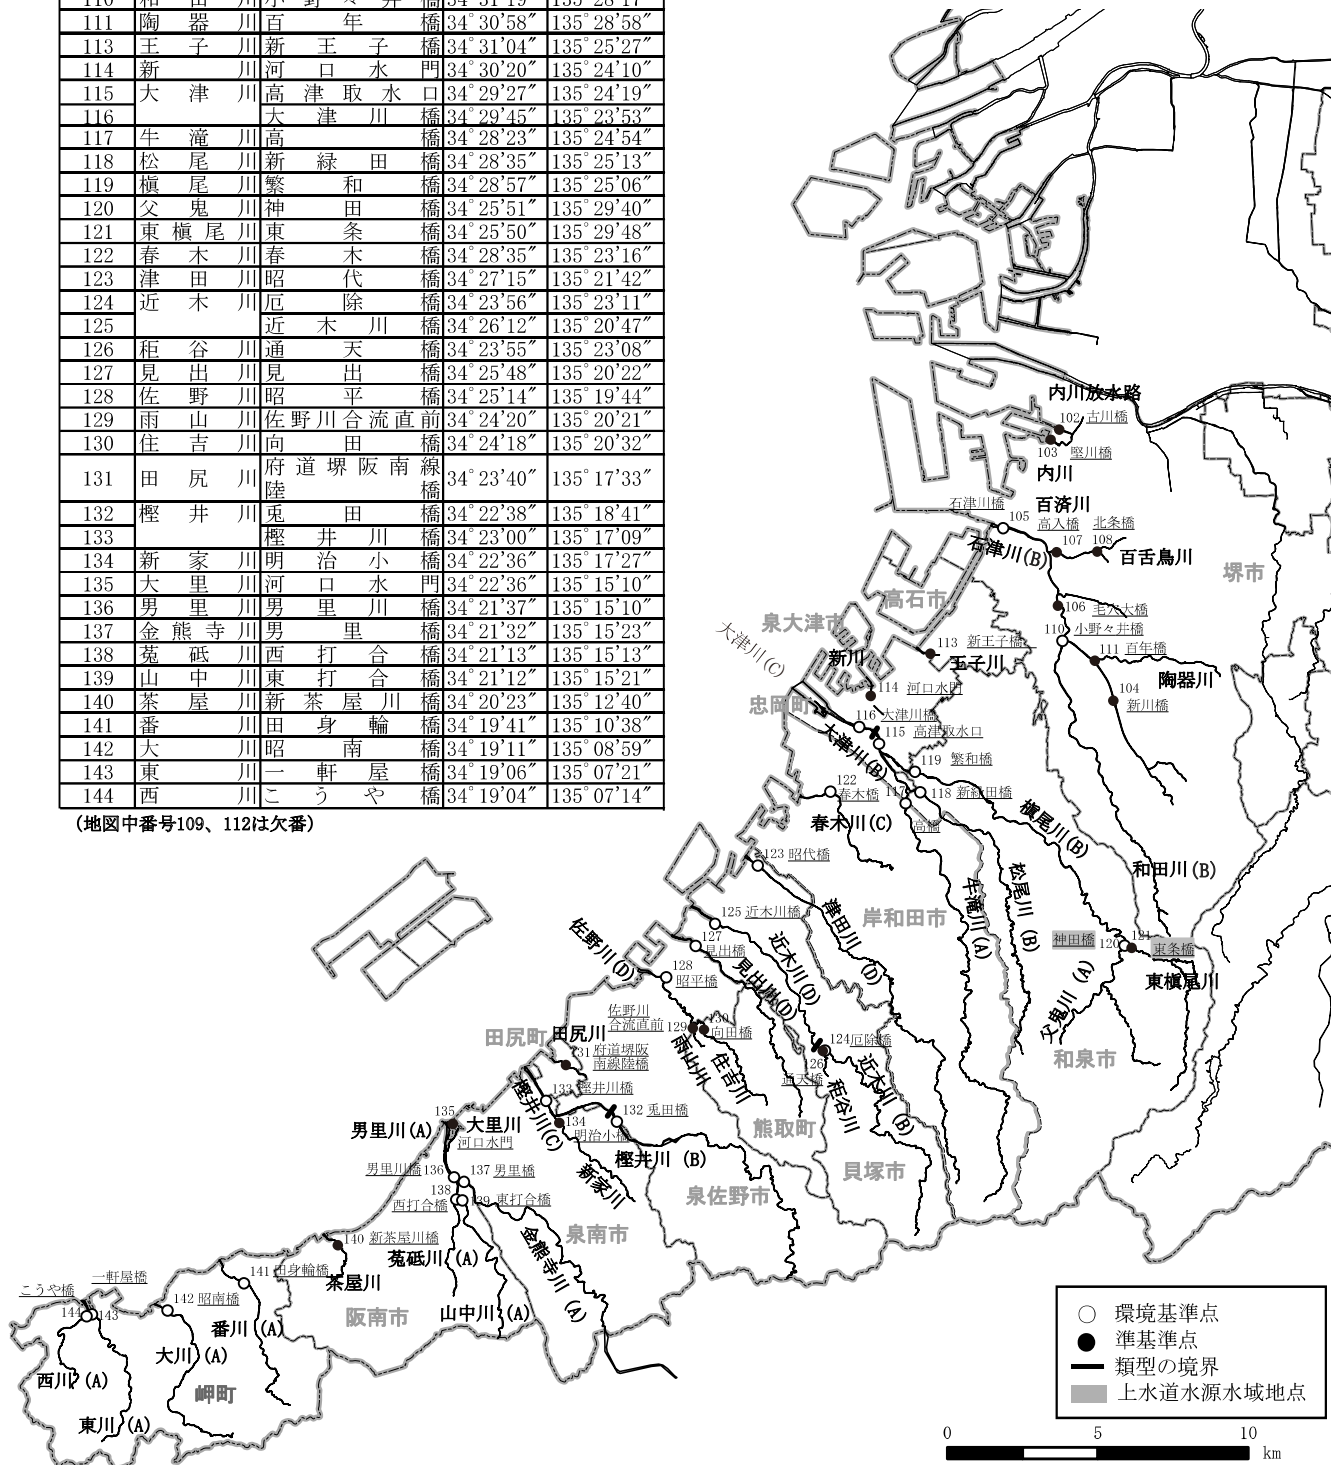 110 和田川 小野々井橋 34°31'19″ 135°28'17″
111 陶器川 百年橋 34°30'58″ 135°28'58″
113 王子川 新王子橋 34°31'04″ 135°25'27″
114 新川 河口水門 34°30'20″ 135°24'10″
115 大津川 高津取水口 34°29'27″ 135°24'19″
116 大津川橋 34°29'45″ 135°23'53″
117 牛滝川 高橋 34°28'23″ 135°24'54″
118 松尾川 新緑田橋 34°28'35″ 135°25'13″
119 槇尾川 繁和橋 34°28'57″ 135°25'06″
120 父鬼川 神田橋 34°25'51″ 135°29'40″
121 東槇尾川 東条橋 34°25'50″ 135°29'48″
122 春木川 春木橋 34°28'35″ 135°23'16″
123 津田川 昭代橋 34°27'15″ 135°21'42″
124 近木川 厄除橋 34°23'56″ 135°23'11″
125 近木川橋 34°26'12″ 135°20'47″
126 秬谷川 通天橋 34°23'55″ 135°23'08″
127 見出川 見出橋 34°25'48″ 135°20'22″
128 佐野川 昭平橋 34°25'14″ 135°19'44″
129 雨山川 佐野川合流直前 34°24'20″ 135°20'21″
130 住吉川 向田橋 34°24'18″ 135°20'32″
131 田尻川 府道堺阪南線
陸橋 34°23'40″ 135°17'33″
132 樫井川 兎田橋 34°22'38″ 135°18'41″
133 樫井川橋 34°23'00″ 135°17'09″
134 新家川 明治小橋 34°22'36″ 135°17'27″
135 大里川 河口水門 34°22'36″ 135°15'10″
136 男里川 男里川橋 34°21'37″ 135°15'10″
137 金熊寺川 男里橋 34°21'32″ 135°15'23″
138 菟砥川 西打合橋 34°21'13″ 135°15'13″
139 山中川 東打合橋 34°21'12″ 135°15'21″
140 茶屋川 新茶屋川橋 34°20'23″ 135°12'40″
141 番川 田身輪橋 34°19'41″ 135°10'38″
142 大川 昭南橋 34°19'11″ 135°08'59″
143 東川 一軒屋橋 34°19'06″ 135°07'21″
144 西川 こうや橋 34°19'04″ 135°07'14″
(地図中番号109、112は欠番)
内川放水路
102 古川橋
103 竪川橋
内川
石津川橋
105
百済川
高入橋 北条橋
107 108
石津川(B)
百舌鳥川
堺市
高石市
106 毛穴大橋
110 小野々井橋
泉大津市
大津川(C)
113 新王子橋
111 百年橋
新川
王子川
陶器川
114 河口水門
104
新川橋
忠岡町
116 大津川橋
115 高津取水口
大津川(B)
119 繁和橋
122
春木橋
117
118 新緑田橋
高橋
春木川(C)
槇尾川(B)
123 昭代橋
和田川(B)
松尾川(B)
牛滝川(A)
津田川(D)
岸和田市
125 近木川橋
127
見出橋
近木川(D)
見出川(D)
佐野川(D)
128
昭平橋
神田橋 120 121 東条橋
東槇尾川
父鬼川(A)
和泉市
佐野川
合流直前 129
130
向田橋
雨山川
住吉川
124 厄除橋
126
通天橋
秬谷川
近木川(B)
田尻町
田尻川
131 府道堺阪
南線陸橋
133 樫井川橋
樫井川(C)
132 兎田橋
134
明治小橋
樫井川(B)
新家川
熊取町
貝塚市
泉佐野市
135
男里川(A)
大里川
河口水門
男里川橋 136
137 男里橋
138
西打合橋
139 東打合橋
泉南市
金熊寺川(A)
140 新茶屋川橋
菟砥川(A)
茶屋川
山中川(A)
阪南市
141 田身輪橋
一軒屋橋
こうや橋
142 昭南橋
144 143
番川(A)
大川(A)
西川(A)
岬町
東川(A)
環境基準点
準基準点
類型の境界
上水道水源水域地点
0 5 10
km